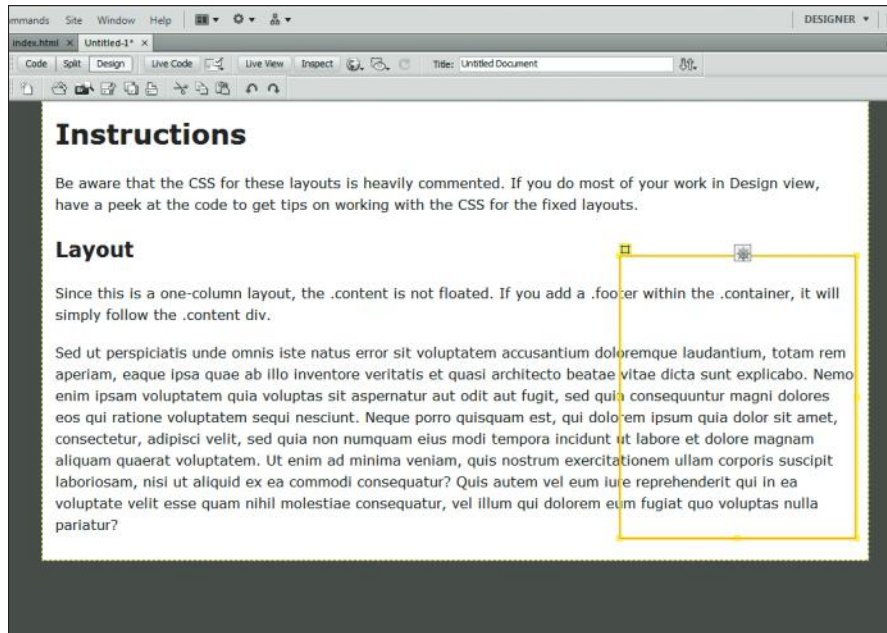 mmands Site Window Help DESIGNER
index.html × Untitled-1* ×
Code Split Design Live Code Live View Inspect Title: Untitled Document
Instructions
Be aware that the CSS for these layouts is heavily commented. If you do most of your work in Design view,
have a peek at the code to get tips on working with the CSS for the fixed layouts.
Layout
Since this is a one-column layout, the .content is not floated. If you add a .footer within the .container, it will
simply follow the .content div.
Sed ut perspiciatis unde omnis iste natus error sit voluptatem accusantium doloremque laudantium, totam rem
aperiam, eaque ipsa quae ab illo inventore veritatis et quasi architecto beatae vitae dicta sunt explicabo. Nemo
enim ipsam voluptatem quia voluptas sit aspernatur aut odit aut fugit, sed quia consequuntur magni dolores
eos qui ratione voluptatem sequi nesciunt. Neque porro quisquam est, qui dolorem ipsum quia dolor sit amet,
consectetur, adipisci velit, sed quia non numquam eius modi tempora incidunt ut labore et dolore magnam
aliquam quaerat voluptatem. Ut enim ad minima veniam, quis nostrum exercitationem ullam corporis suscipit
laboriosam, nisi ut aliquid ex ea commodi consequatur? Quis autem vel eum iure reprehenderit qui in ea
voluptate velit esse quam nihil molestiae consequatur, vel illum qui dolorem eum fugiat quo voluptas nulla
pariatur?